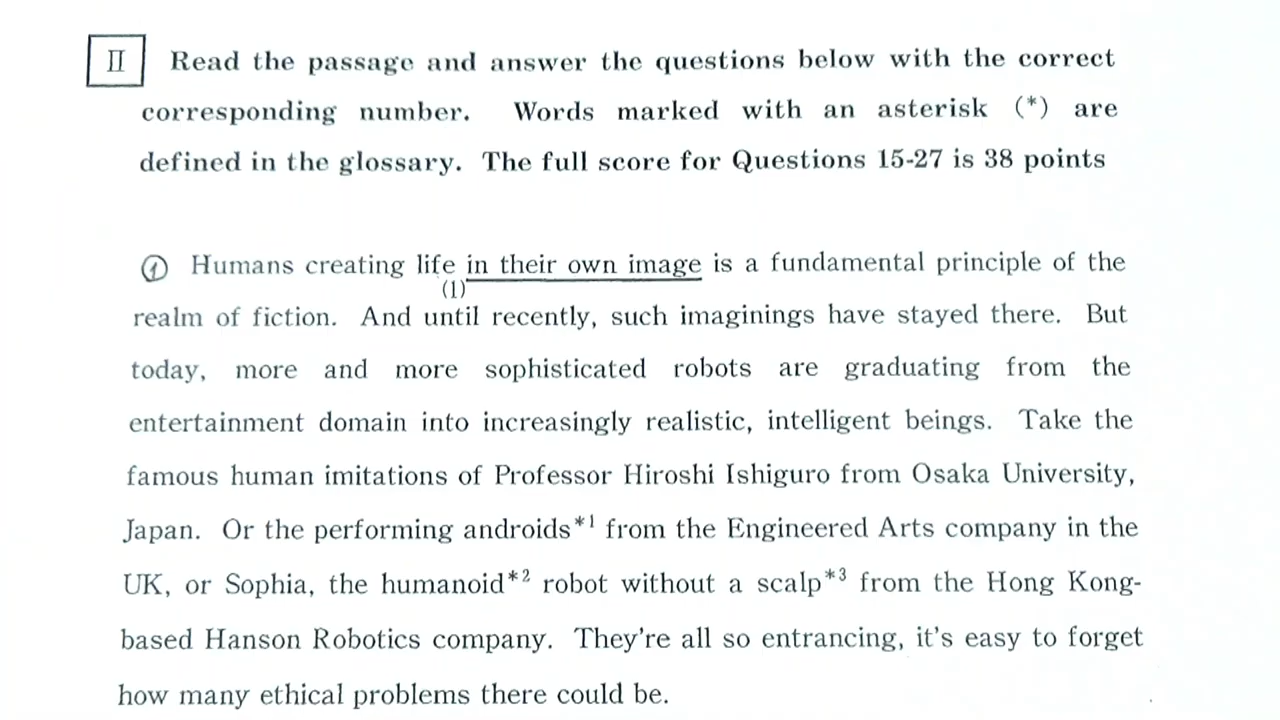 II Read the passage and answer the questions below with the correct
corresponding number. Words marked with an asterisk (*) are
defined in the glossary. The full score for Questions 15-27 is 38 points
① Humans creating life in their own image is a fundamental principle of the
(1)
realm of fiction. And until recently, such imaginings have stayed there. But
today, more and more sophisticated robots are graduating from the
entertainment domain into increasingly realistic, intelligent beings. Take the
famous human imitations of Professor Hiroshi Ishiguro from Osaka University,
Japan. Or the performing androids*1 from the Engineered Arts company in the
UK, or Sophia, the humanoid*2 robot without a scalp*3 from the Hong Kong-
based Hanson Robotics company. They're all so entrancing, it's easy to forget
how many ethical problems there could be.